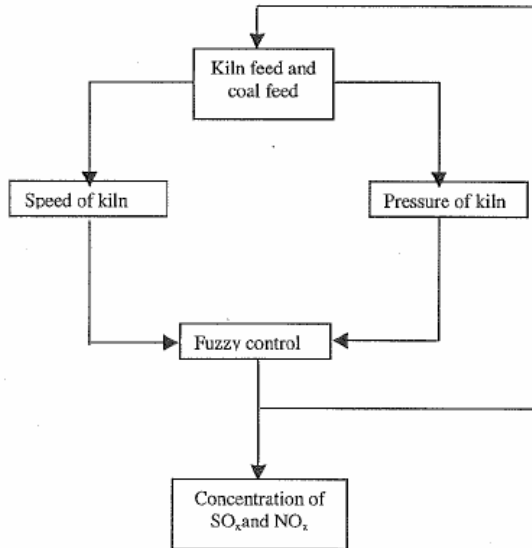 Kiln feed and
coal feed
Speed of kiln
Pressure of kiln
Fuzzy control
Concentration of
SOₓand NOₓ